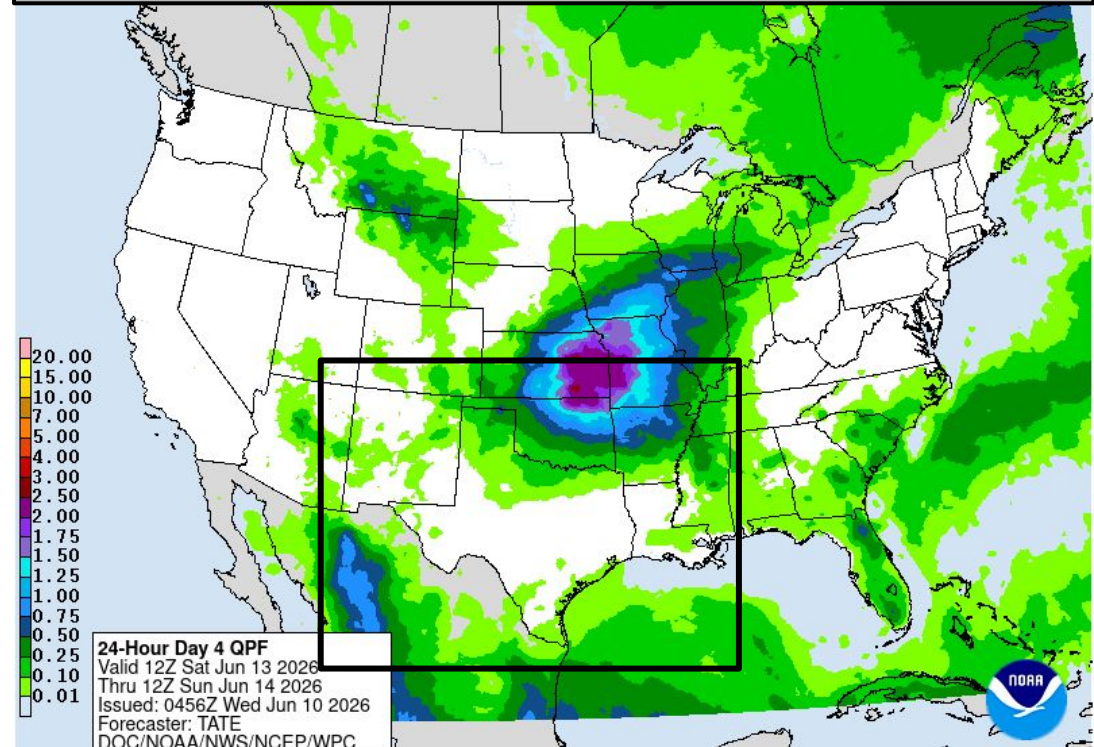 20.00
15.00
10.00
7.00
5.00
4.00
3.00
2.50
2.00
1.75
1.50
1.25
1.00
0.75
0.50
0.25
0.10
0.01
24-Hour Day 4 QPF
Valid 12Z Sat Jun 13 2026
Thru 12Z Sun Jun 14 2026
Issued: 0456Z Wed Jun 10 2026
Forecaster: TATE
DOC/NOAA/NWS/NCEP/WPC
NOAA